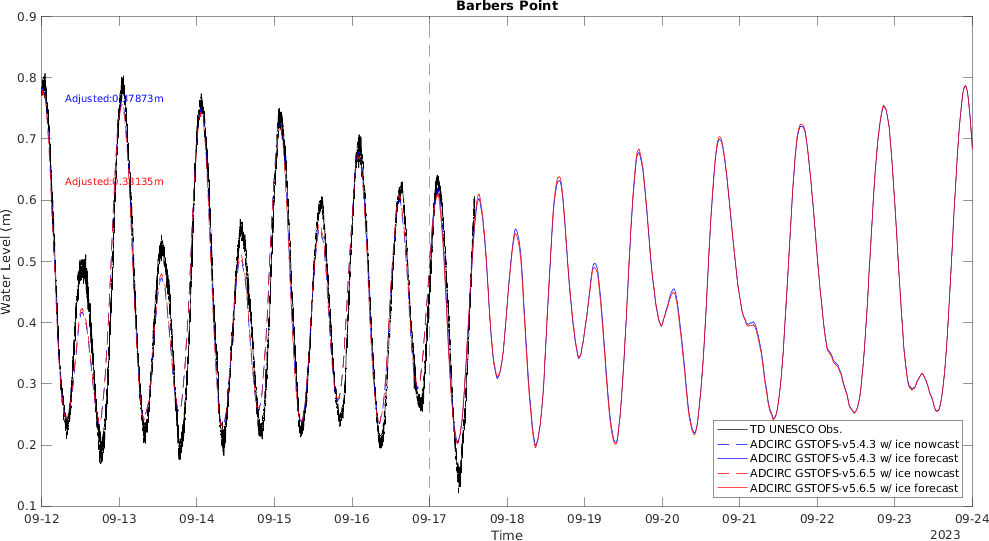 Barbers Point
0.9
0.8
0.7
0.6
0.5
0.4
0.3
0.2
0.1
Water Level (m)
Adjusted:0.37873m
Adjusted:0.33135m
TD UNESCO Obs.
ADCIRC GSTOFS-v5.4.3 w/ ice nowcast
ADCIRC GSTOFS-v5.4.3 w/ ice forecast
ADCIRC GSTOFS-v5.6.5 w/ ice nowcast
ADCIRC GSTOFS-v5.6.5 w/ ice forecast
09-12 09-13 09-14 09-15 09-16 09-17 09-18 09-19 09-20 09-21 09-22 09-23 09-24
Time
2023